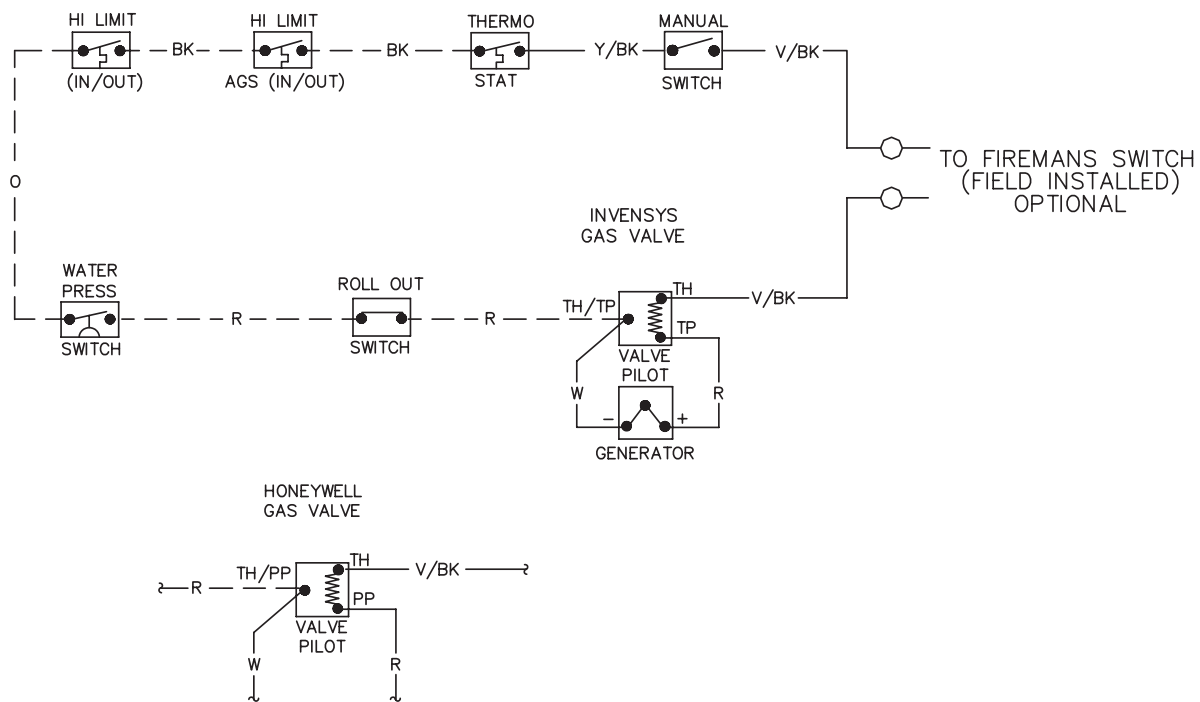 HI LIMIT
HI LIMIT
THERMO
MANUAL
BK
BK
Y/BK
V/BK
(IN/OUT)
AGS (IN/OUT)
STAT
SWITCH
TO FIREMANS SWITCH
(FIELD INSTALLED)
OPTIONAL
O
INVENSYS
GAS VALVE
WATER
PRESS
ROLL OUT
TH/TP
TH
V/BK
R
R
TP
SWITCH
SWITCH
VALVE
PILOT
W
R
−
+
GENERATOR
HONEYWELL
GAS VALVE
TH/PP
TH
V/BK
R
PP
VALVE
PILOT
W
R